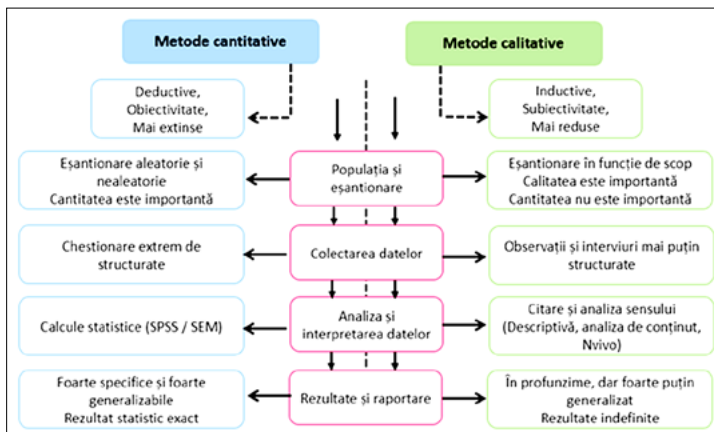 Metode cantitative
Metode calitative
Deductive,
Obiectivitate,
Mai extinse
Inductive,
Subiectivitate,
Mai reduse
Eșantionare aleatorie și
nealeatorie
Cantitatea este importantă
Populația și
eșantionare
Eșantionare în funcție de scop
Calitatea este importantă
Cantitatea nu este importantă
Chestionare extrem de
structurate
Colectarea datelor
Observații și interviuri mai puțin
structurate
Calcule statistice (SPSS / SEM)
Analiza și
interpretarea datelor
Citare și analiza sensului
(Descriptivă, analiza de conținut,
Nvivo)
Foarte specifice și foarte
generalizabile
Rezultat statistic exact
Rezultate și raportare
În profunzime, dar foarte puțin
generalizat
Rezultate indefinite